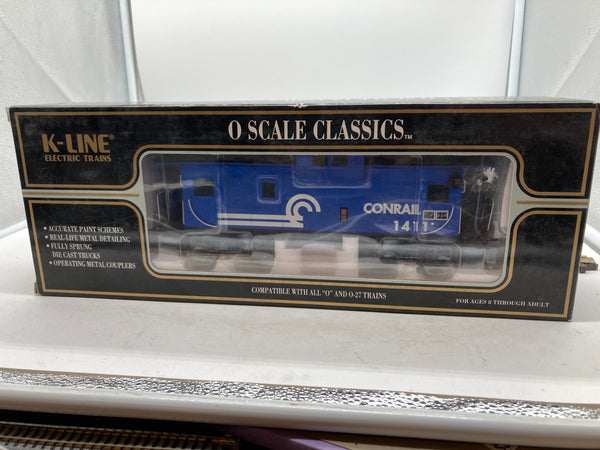 O SCALE CLASSICS™
K-LINE®
ELECTRIC TRAINS
CONRAIL
• ACCURATE PAINT SCHEMES
• REAL-LIFE METAL DETAILING
• FULLY SPRUNG
DIE CAST TRUCKS
• OPERATING METAL COUPLERS
COMPATIBLE WITH ALL "O" AND O-27 TRAINS
FOR AGES 8 THROUGH ADULT